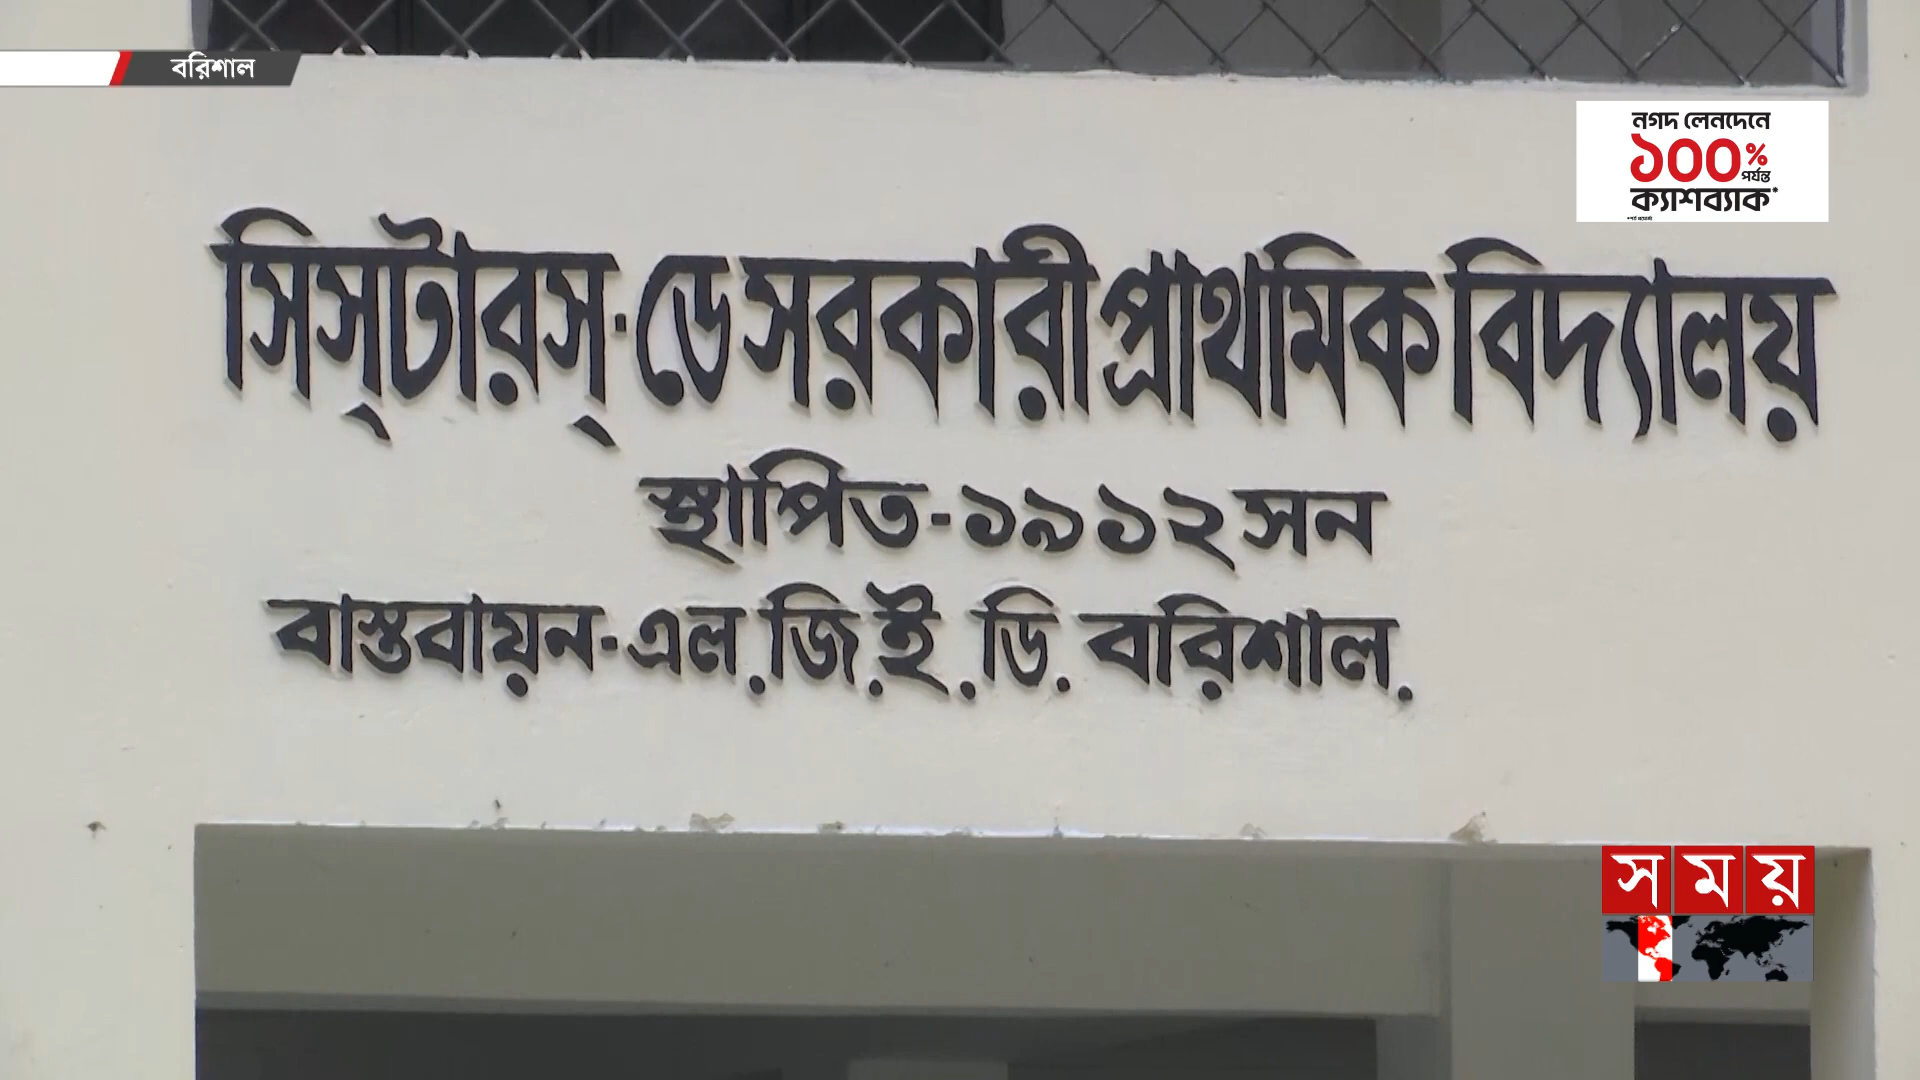 বরিশাল
নগদ লেনদেনে
১০০%
পর্যন্ত
ক্যাশব্যাক*
সিস্‌টারস্‌-ডে সরকারী প্রাথমিক বিদ্যালয়
স্থাপিত-১৯১২ সন
বাস্তবায়ন-এল.জি.ই.ডি. বরিশাল.
সময়